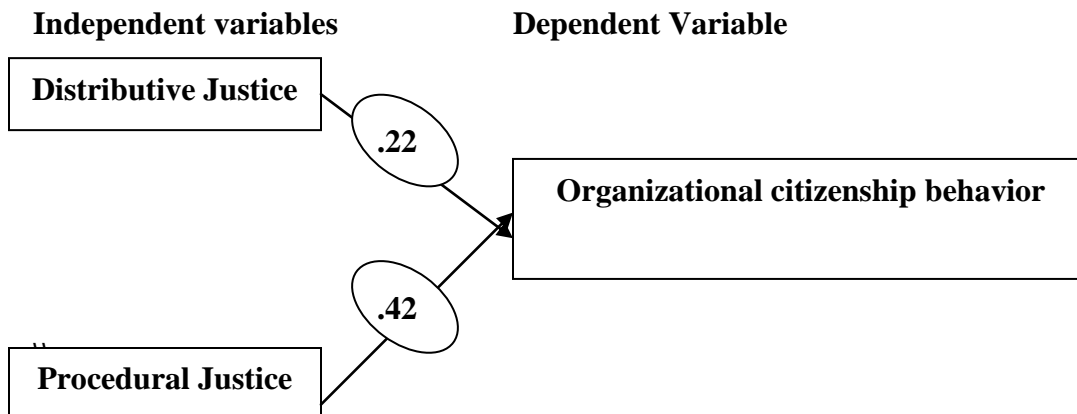 Independent variables
Dependent Variable
Distributive Justice
.22
Organizational citizenship behavior
.42
Procedural Justice